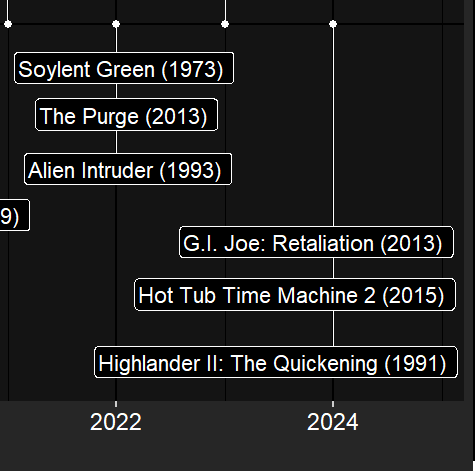 Soylent Green (1973)
The Purge (2013)
Alien Intruder (1993)
9)
G.I. Joe: Retaliation (2013)
Hot Tub Time Machine 2 (2015)
Highlander II: The Quickening (1991)
2022
2024